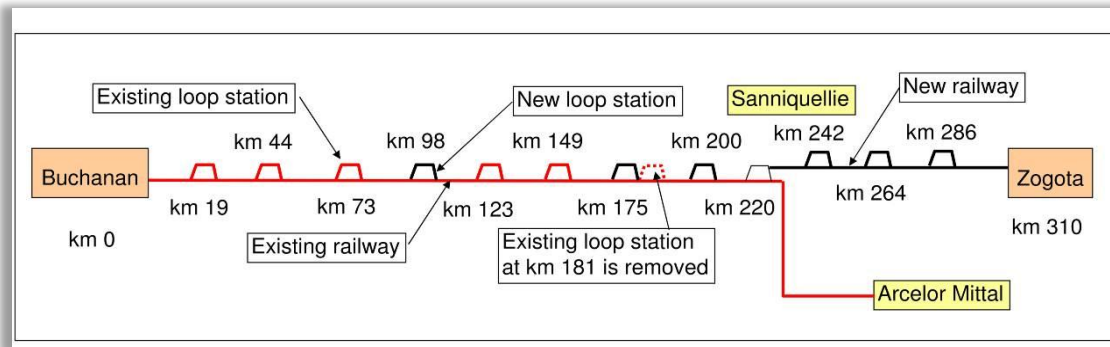 Sanniquellie
New railway
Existing loop station
New loop station
km 44
km 98
km 149
km 200
km 242
km 286
Buchanan
Zogota
km 19
km 73
km 123
km 175
km 220
km 264
km 0
km 310
Existing railway
Existing loop station
at km 181 is removed
Arcelor Mittal